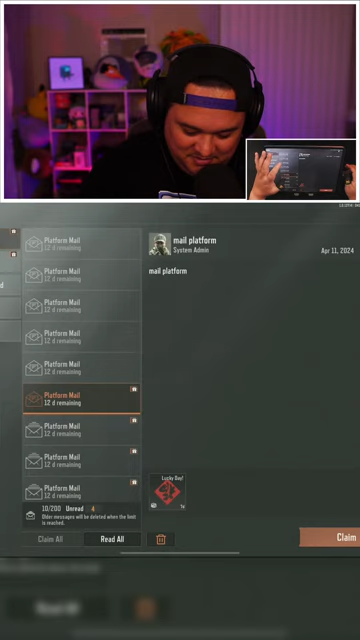 Platform Mail
12 d remaining
Platform Mail
12 d remaining
Platform Mail
12 d remaining
Platform Mail
12 d remaining
Platform Mail
12 d remaining
Platform Mail
12 d remaining
Platform Mail
12 d remaining
Platform Mail
12 d remaining
Platform Mail
12 d remaining
10/200 Unread 4
Older messages will be deleted when the limit
is reached.
Claim All
Read All
mail platform
System Admin
Apr 11, 2024
mail platform
Lucky Day!
Claim
Read All